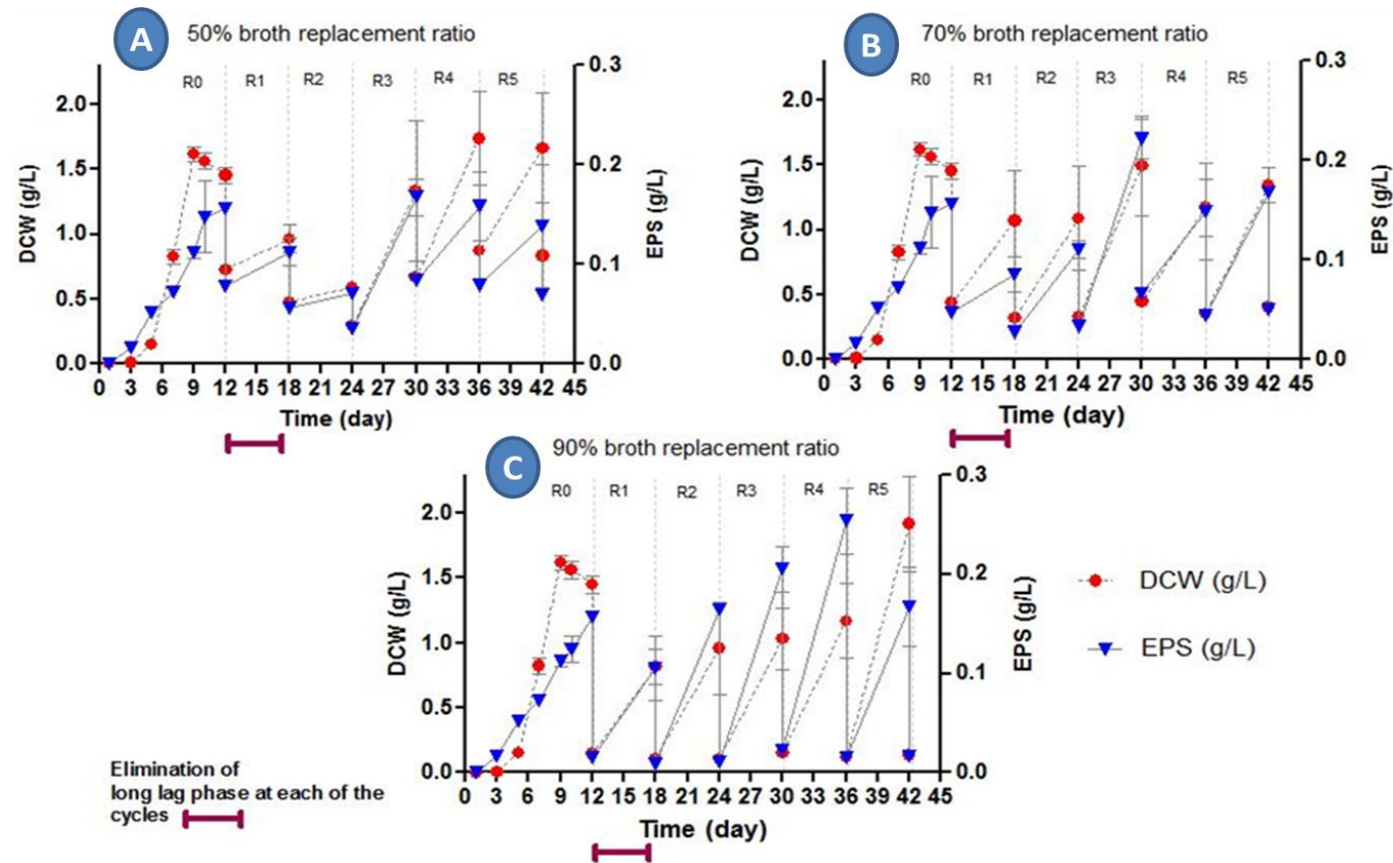 A
50% broth replacement ratio
R0 R1 R2 R3 R4 R5
0.3
2.0
1.5
0.2
DCW (g/L)
EPS (g/L)
1.0
0.1
0.5
0.0
0.0
0 3 6 9 12 15 18 21 24 27 30 33 36 39 42 45
Time (day)
B
70% broth replacement ratio
R0 R1 R2 R3 R4 R5
0.3
2.0
1.5
0.2
DCW (g/L)
EPS (g/L)
1.0
0.1
0.5
0.0
0.0
0 3 6 9 12 15 18 21 24 27 30 33 36 39 42 45
Time (day)
C
90% broth replacement ratio
R0 R1 R2 R3 R4 R5
0.3
2.0
1.5
0.2
DCW (g/L)
EPS (g/L)
1.0
0.1
0.5
0.0
0.0
0 3 6 9 12 15 18 21 24 27 30 33 36 39 42 45
Time (day)
DCW (g/L)
EPS (g/L)
Elimination of
long lag phase at each of the
cycles